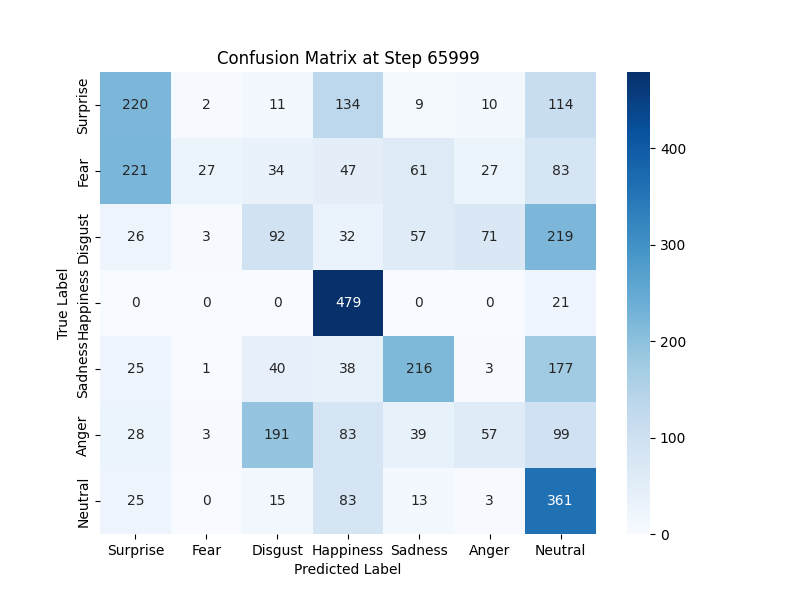 Confusion Matrix at Step 65999
True Label
Surprise 220 2 11 134 9 10 114
Fear 221 27 34 47 61 27 83
Disgust 26 3 92 32 57 71 219
Happiness 0 0 0 479 0 0 21
Sadness 25 1 40 38 216 3 177
Anger 28 3 191 83 39 57 99
Neutral 25 0 15 83 13 3 361
Surprise Fear Disgust Happiness Sadness Anger Neutral
Predicted Label
400
300
200
100
0